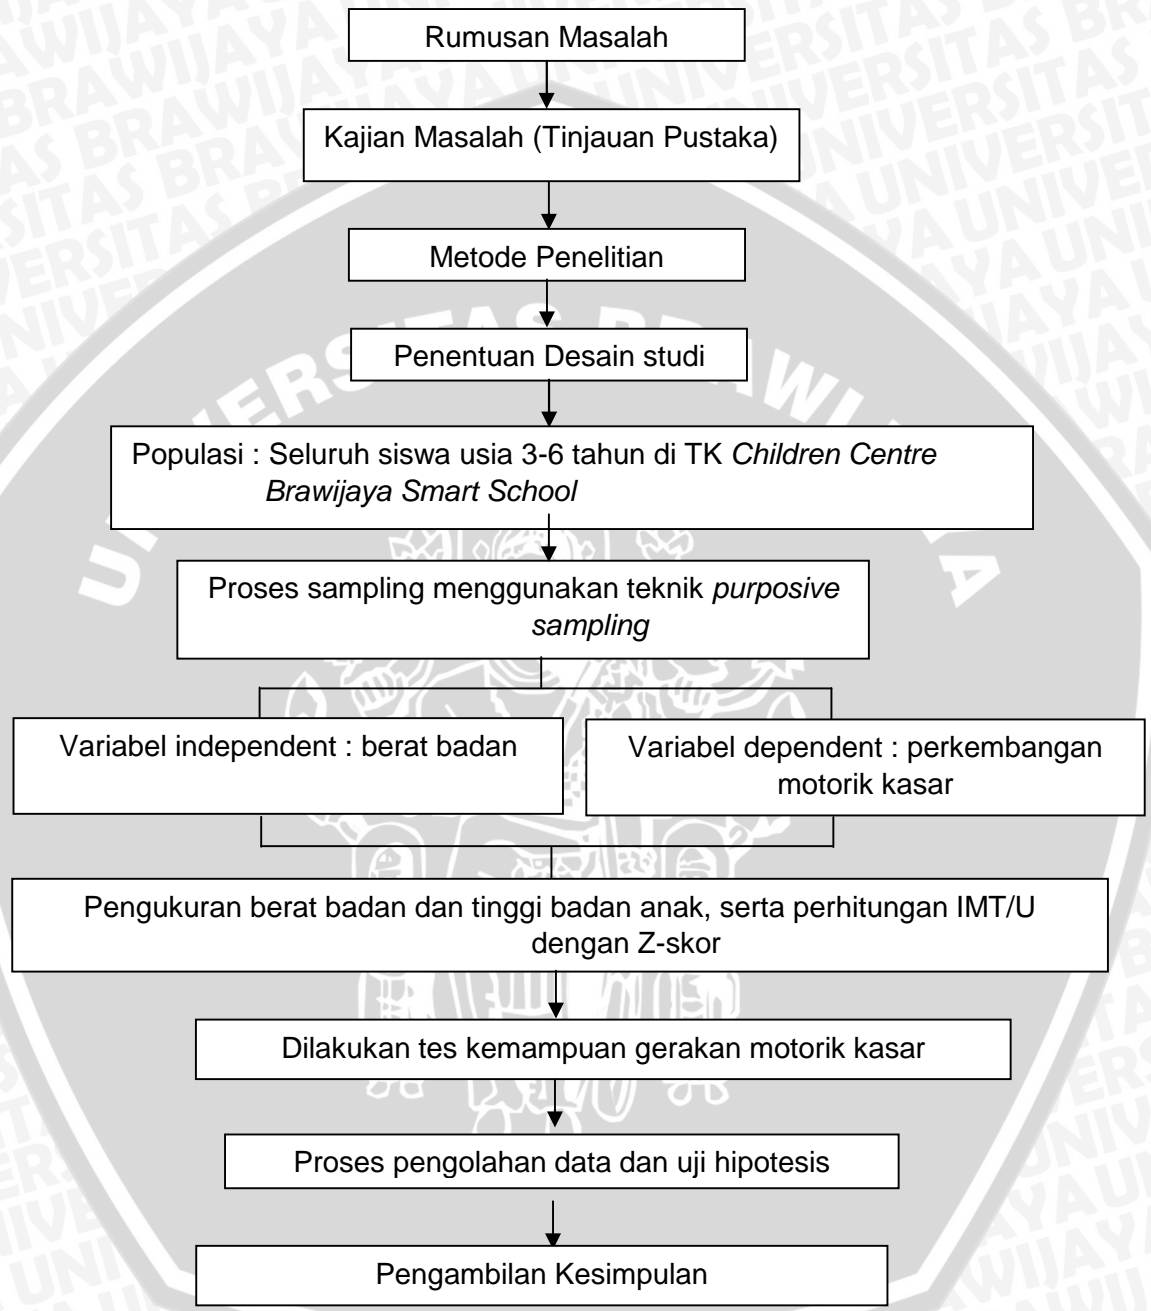 Rumusan Masalah
Kajian Masalah (Tinjauan Pustaka)
Metode Penelitian
Penentuan Desain studi
Populasi : Seluruh siswa usia 3-6 tahun di TK Children Centre
Brawijaya Smart School
Proses sampling menggunakan teknik purposive
sampling
Variabel independent : berat badan
Variabel dependent : perkembangan
motorik kasar
Pengukuran berat badan dan tinggi badan anak, serta perhitungan IMT/U
dengan Z-skor
Dilakukan tes kemampuan gerakan motorik kasar
Proses pengolahan data dan uji hipotesis
Pengambilan Kesimpulan
UNIVERSITAS BRAWIJAYA